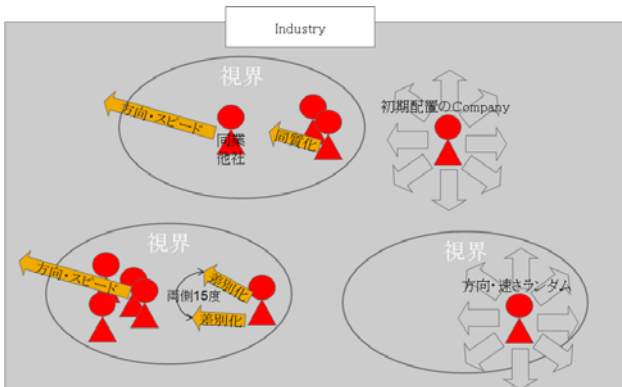 Industry
視界
方向・スピード
同業
他社
同質化
初期配置のCompany
視界
方向・スピード
両側15度
差別化
差別化
視界
方向・速さランダム